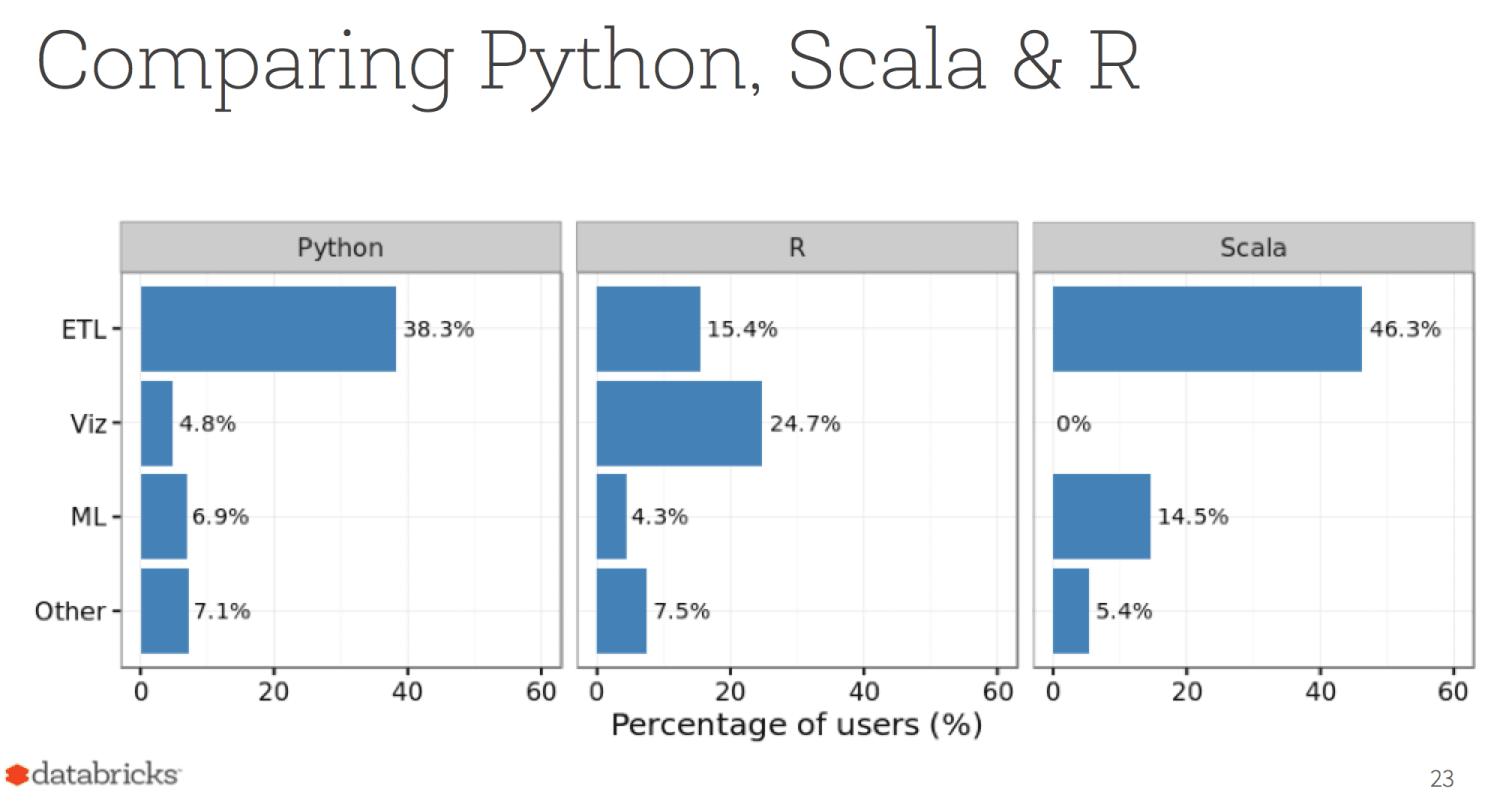 Comparing Python, Scala & R
Python
R
Scala
ETL
38.3%
15.4%
46.3%
Viz
4.8%
24.7%
0%
ML
6.9%
4.3%
14.5%
Other
7.1%
7.5%
5.4%
0 20 40 60
0 20 40 60
0 20 40 60
Percentage of users (%)
databricks
23